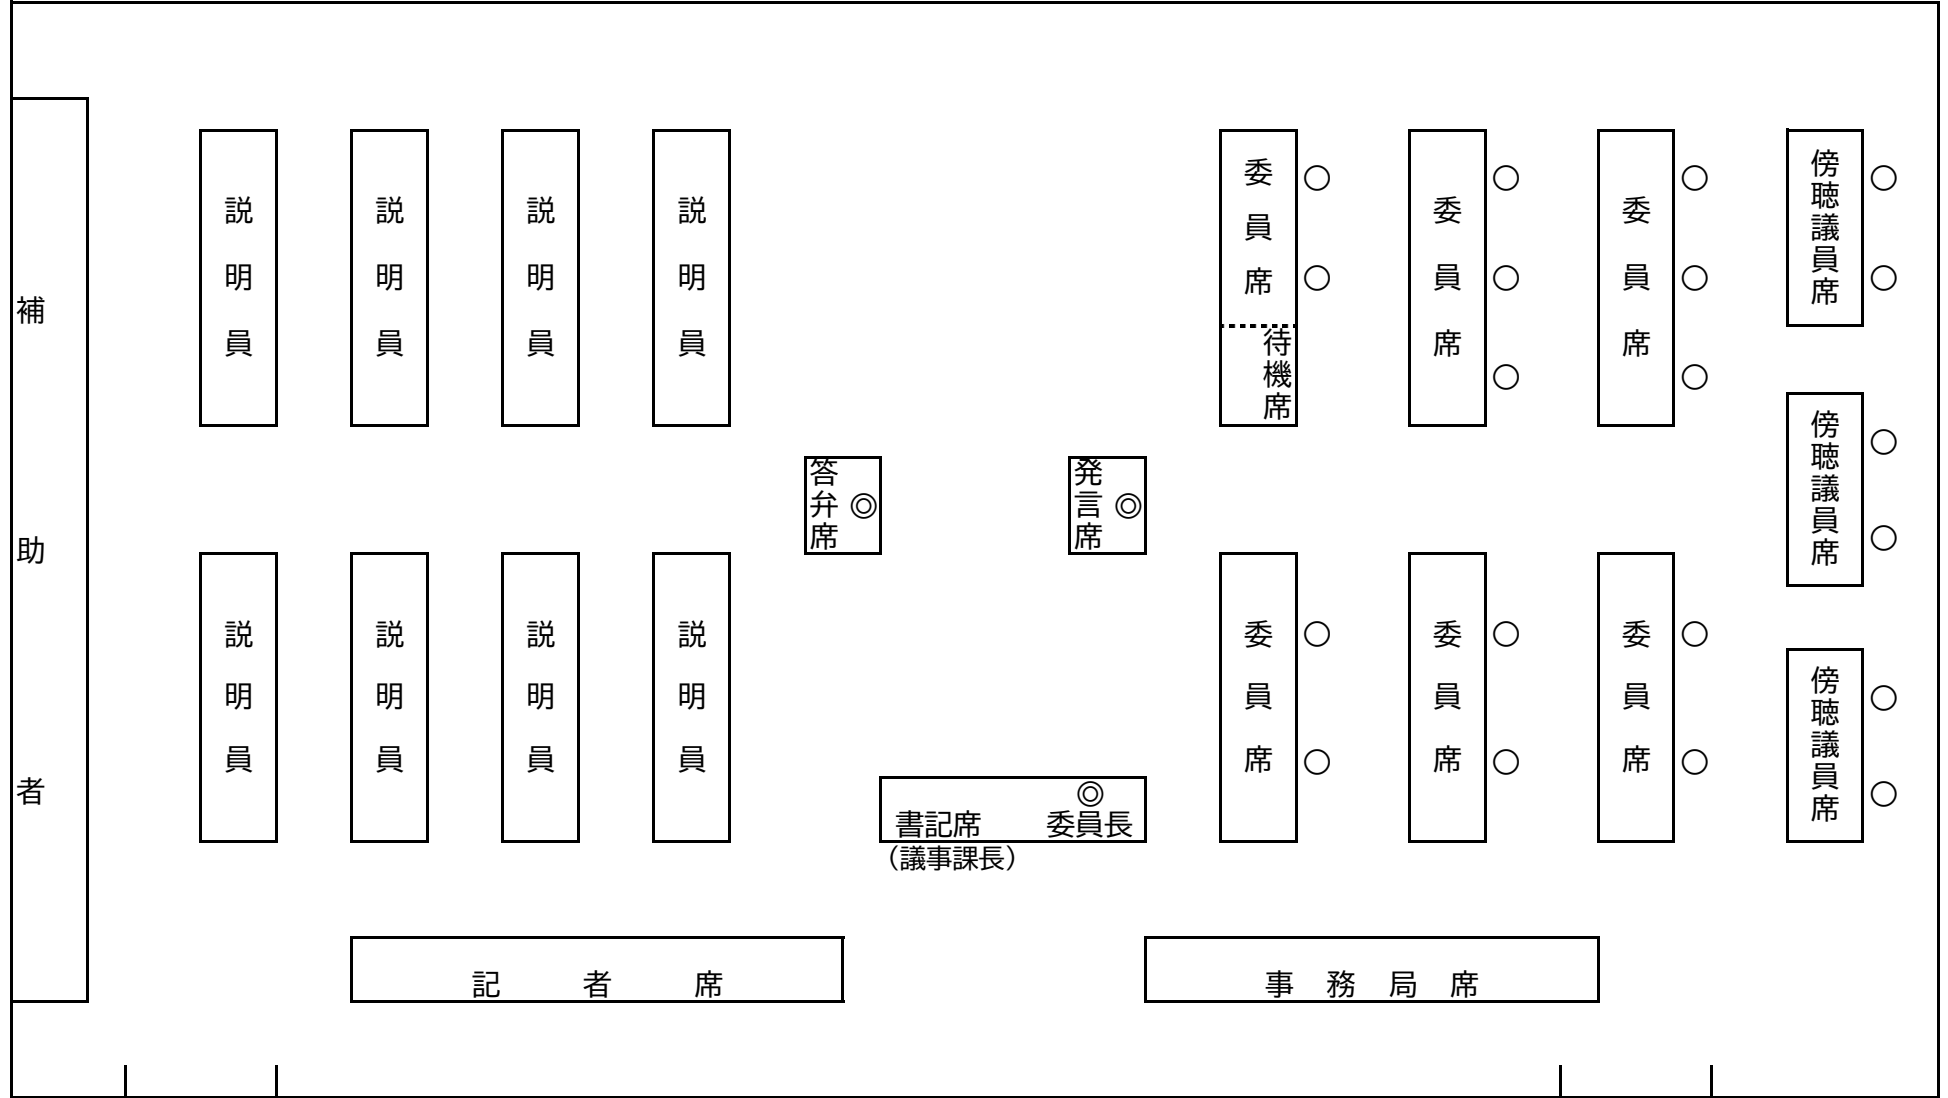 補助者
説明員
説明員
説明員
説明員
委員席
待機席
委員席
委員席
傍聴議員席
○
○
○
○
○
○
○
○
○
○
答弁席
◎
発言席
◎
傍聴議員席
○
○
説明員
説明員
説明員
説明員
委員席
○
○
委員席
○
○
委員席
○
○
傍聴議員席
○
○
◎
書記席 委員長
（議事課長）
記者席
事務局席